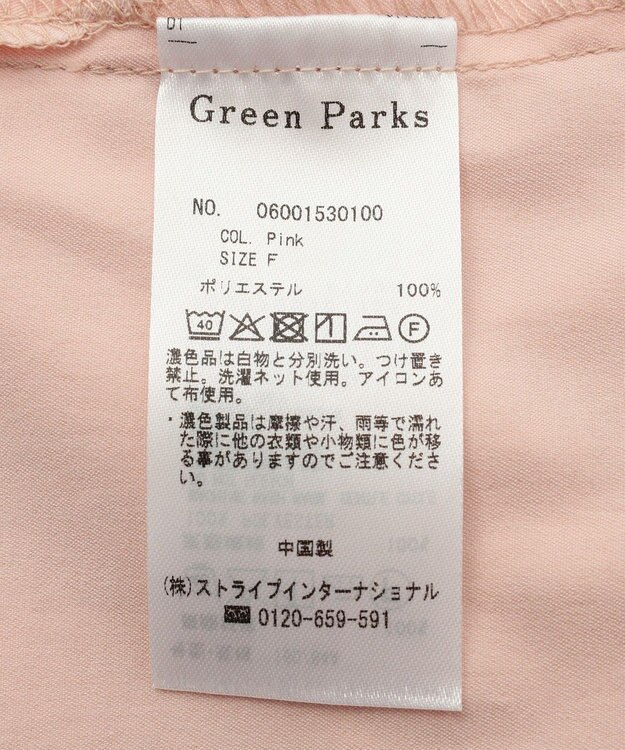 01
Green Parks
NO. 06001530100
COL. Pink
SIZE F
ポリエステル 100%
40 F
濃色品は白物と分別洗い。つけ置き
禁止。洗濯ネット使用。アイコンあ
て布使用。
・濃色製品は摩擦や汗、雨等で濡れ
た際に他の衣類や小物類に色が移
る事がありますのでご注意くださ
い。
中国製
(株)ストライプインターナショナル
0120-659-591